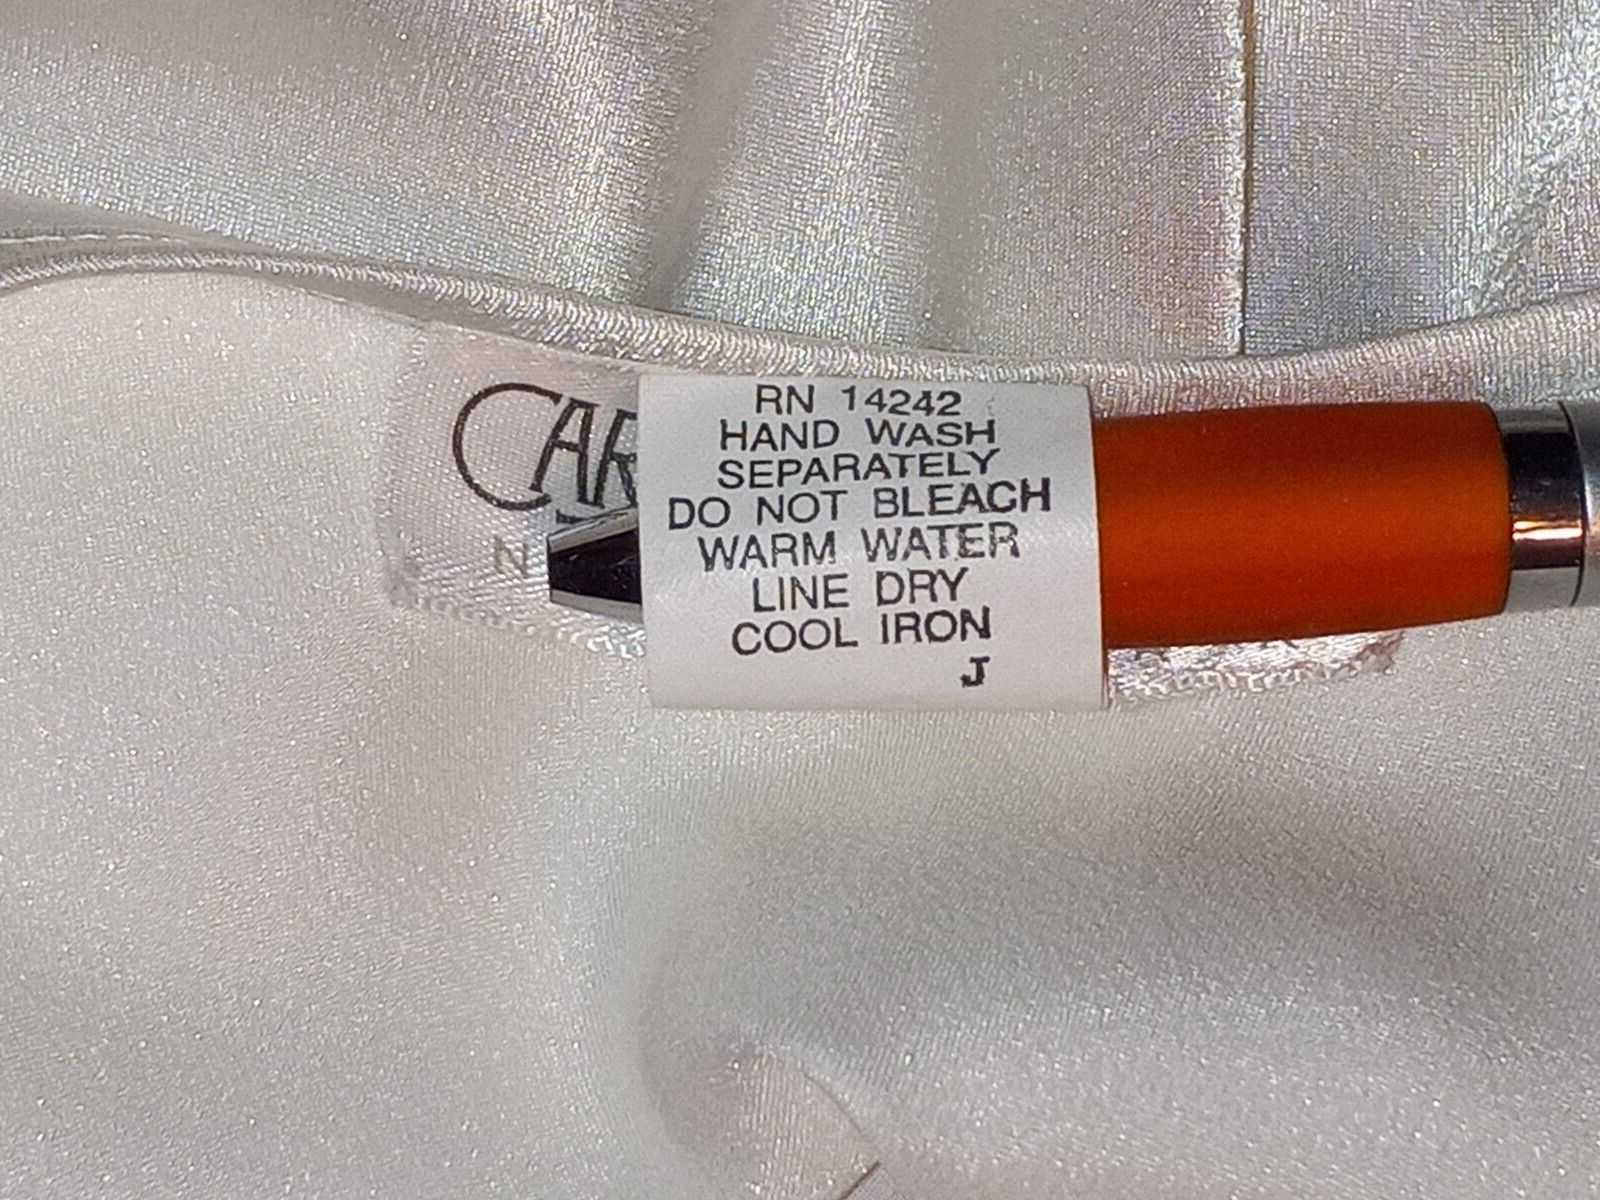 CAR
N
RN 14242
HAND WASH
SEPARATELY
DO NOT BLEACH
WARM WATER
LINE DRY
COOL IRON
J